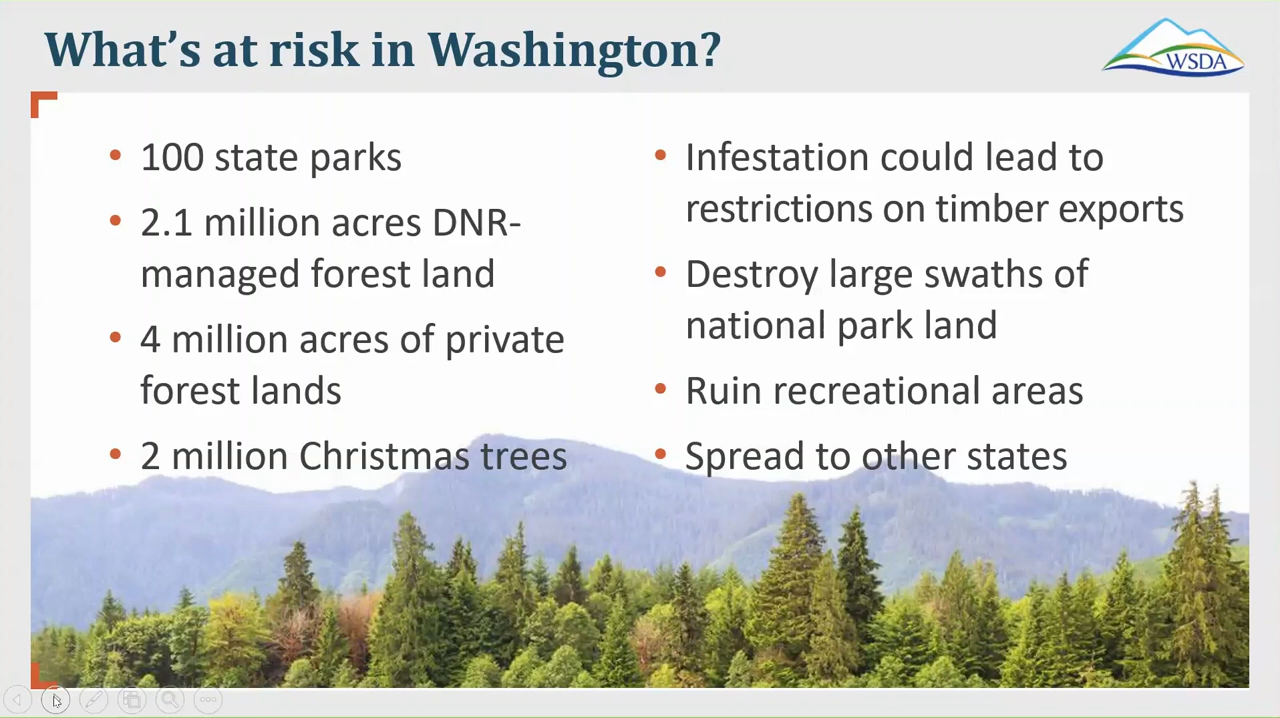 What's at risk in Washington?
WSDA
• 100 state parks
• 2.1 million acres DNR-
managed forest land
• 4 million acres of private
forest lands
• 2 million Christmas trees
• Infestation could lead to
restrictions on timber exports
• Destroy large swaths of
national park land
• Ruin recreational areas
• Spread to other states